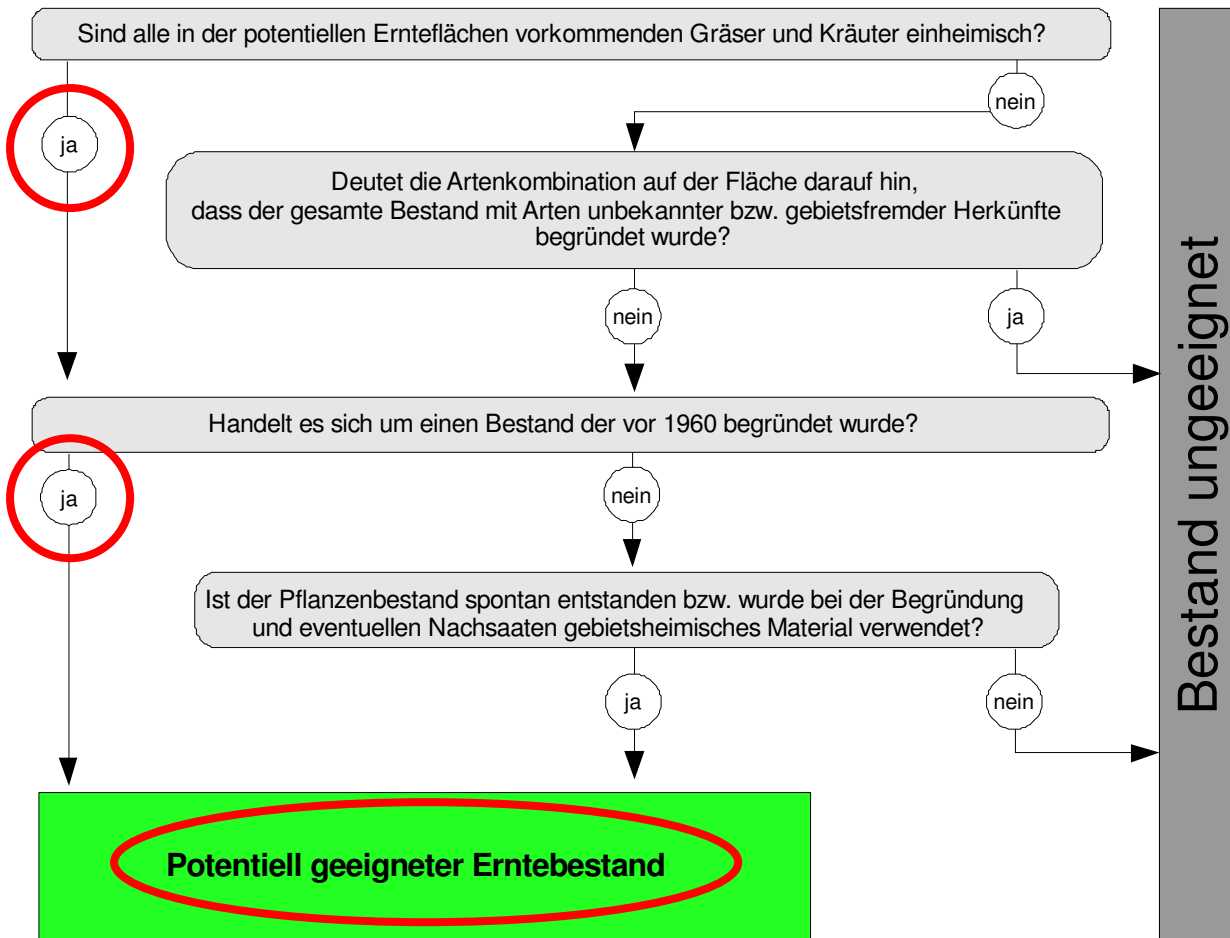 Sind alle in der potentiellen Ernteflächen vorkommenden Gräser und Kräuter einheimisch?
nein
ja
Deutet die Artenkombination auf der Fläche darauf hin,
dass der gesamte Bestand mit Arten unbekannter bzw. gebietsfremder Herkünfte
begründet wurde?
nein
ja
Handelt es sich um einen Bestand der vor 1960 begründet wurde?
ja
nein
Ist der Pflanzenbestand spontan entstanden bzw. wurde bei der Begründung
und eventuellen Nachsaaten gebietsheimisches Material verwendet?
ja
nein
Potentiell geeigneter Erntebestand
Bestand ungeeignet